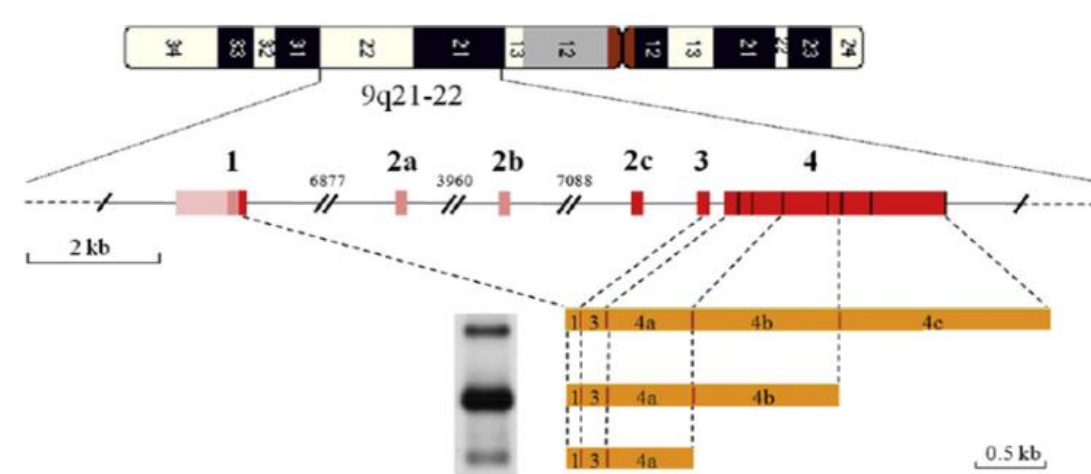 34 33 32 31 22 21 13 12 12 13 21 22 23 24
9q21-22
1 2a 2b 2c 3 4
6877 3960 7088
2 kb
1 3 4a 4b 4c
1 3 4a 4b
1 3 4a
0.5 kb